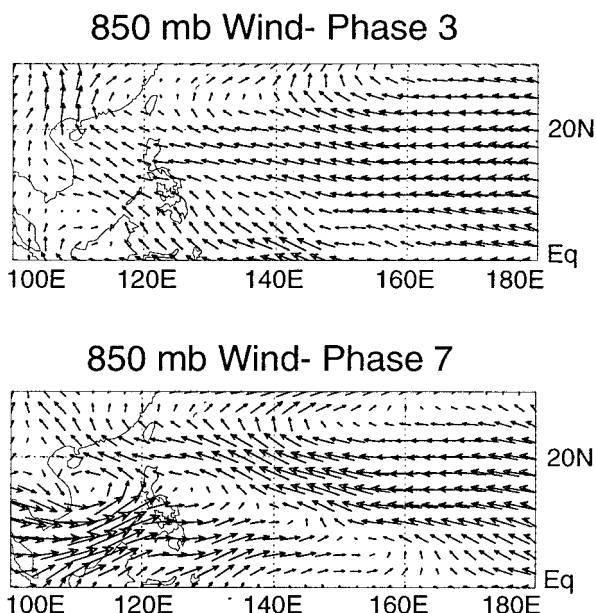 850 mb Wind- Phase 3
20N
Eq
100E 120E 140E 160E 180E
850 mb Wind- Phase 7
20N
Eq
100E 120E 140E 160E 180E